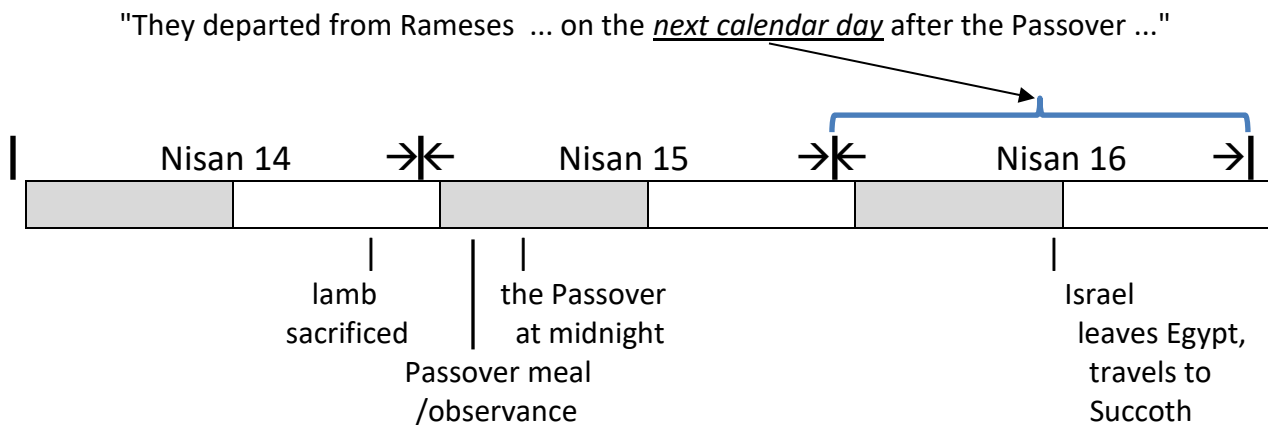 "They departed from Rameses ... on the next calendar day after the Passover ..."
Nisan 14
Nisan 15
Nisan 16
lamb
sacrificed
the Passover
at midnight
Passover meal
/observance
Israel
leaves Egypt,
travels to
Succoth